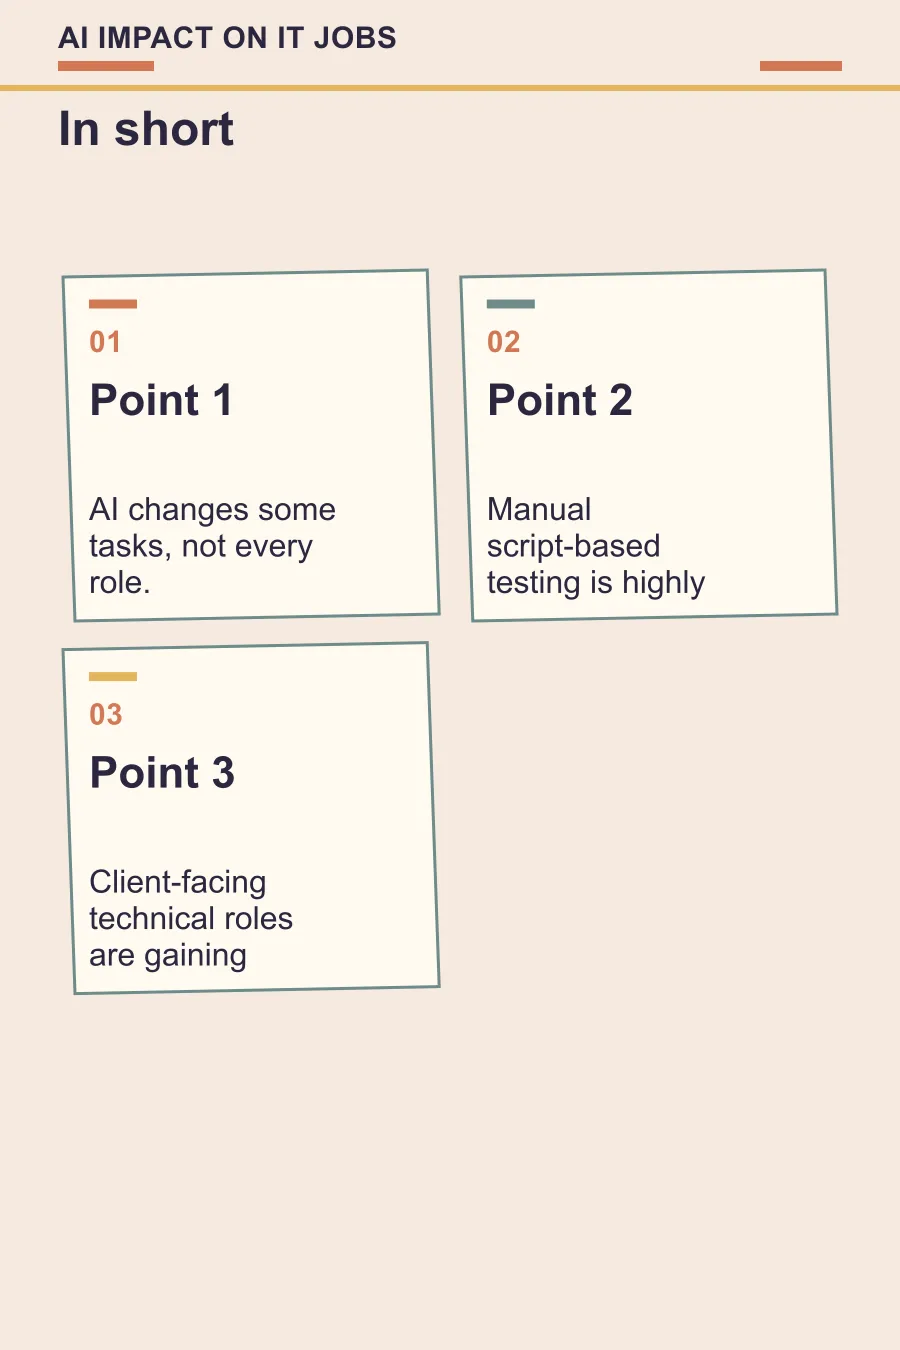 AI IMPACT ON IT JOBS
In short
01
Point 1
AI changes some
tasks, not every
role.
02
Point 2
Manual
script-based
testing is highly
03
Point 3
Client-facing
technical roles
are gaining